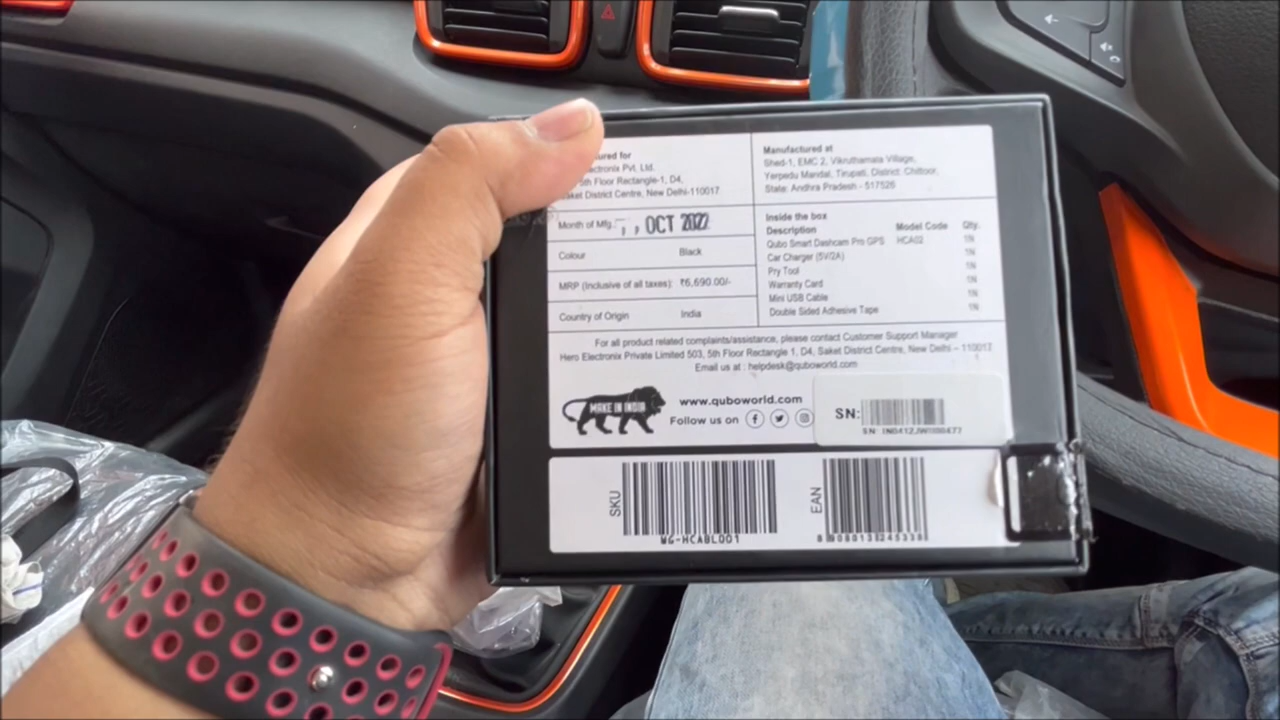 ured for
ectronix Pvt. Ltd.
5th Floor Rectangle-1, D4,
Saket District Centre, New Delhi-110017
Month of Mfg.: OCT 2022
Colour Black
MRP (Inclusive of all taxes): ₹6,690.00/-
Country of Origin India
Manufactured at
Shed-1, EMC 2, Vikruthamala Village,
Yerpedu Mandal, Tirupati, District: Chittoor,
State: Andhra Pradesh - 517526
Inside the box
Description Model Code Qty.
Qubo Smart Dashcam Pro GPS HCA02 1N
Car Charger (5V/2A) 1N
Pry Tool 1N
Warranty Card 1N
Mini USB Cable 1N
Double Sided Adhesive Tape 1N
For all product related complaints/assistance, please contact Customer Support Manager
Hero Electronix Private Limited 503, 5th Floor Rectangle 1, D4, Saket District Centre, New Delhi – 110017
Email us at : helpdesk@quboworld.com
MAKE IN INDIA
www.quboworld.com
Follow us on
SN:
SN:
SKU
WG-HCABL001
EAN